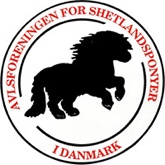 AVLSFORENINGEN FOR SHETLANDSPONYER
I DANMARK